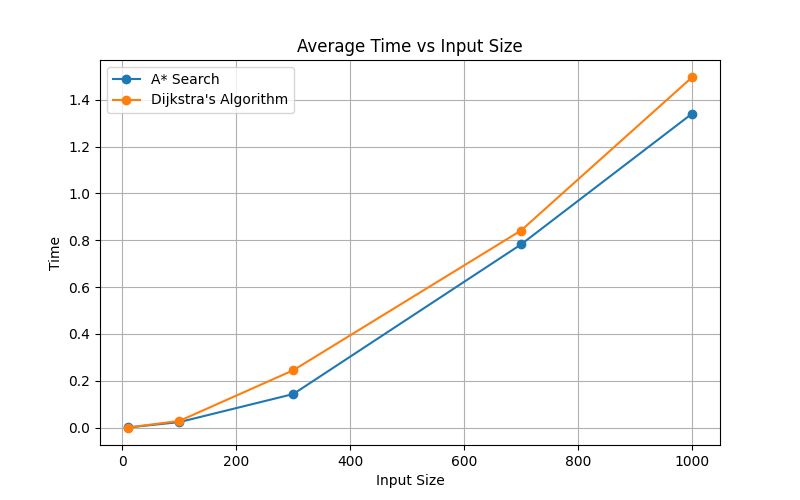 Average Time vs Input Size
A* Search
Dijkstra's Algorithm
1.4
1.2
1.0
0.8
0.6
0.4
0.2
0.0
Time
0 200 400 600 800 1000
Input Size